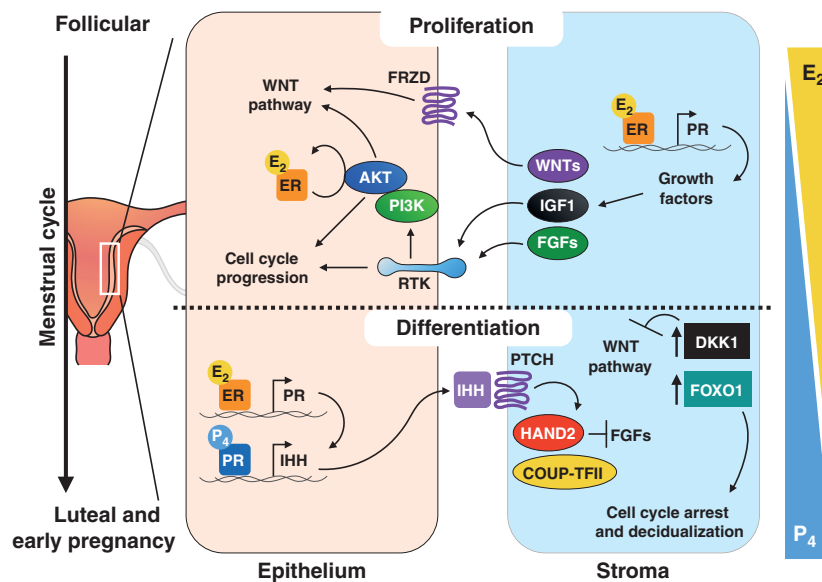 Follicular
Proliferation
E2
FRZD
WNT
pathway
E2
ER
PR
WNTs
E2
ER
AKT
PI3K
IGF1
Growth
factors
FGFs
Cell cycle
progression
RTK
Menstrual cycle
Differentiation
PTCH
WNT
pathway
DKK1
E2
ER
PR
IHH
FOXO1
P4
PR
IHH
HAND2
FGFs
COUP-TFII
Luteal and
early pregnancy
Cell cycle arrest
and decidualization
P4
Epithelium
Stroma